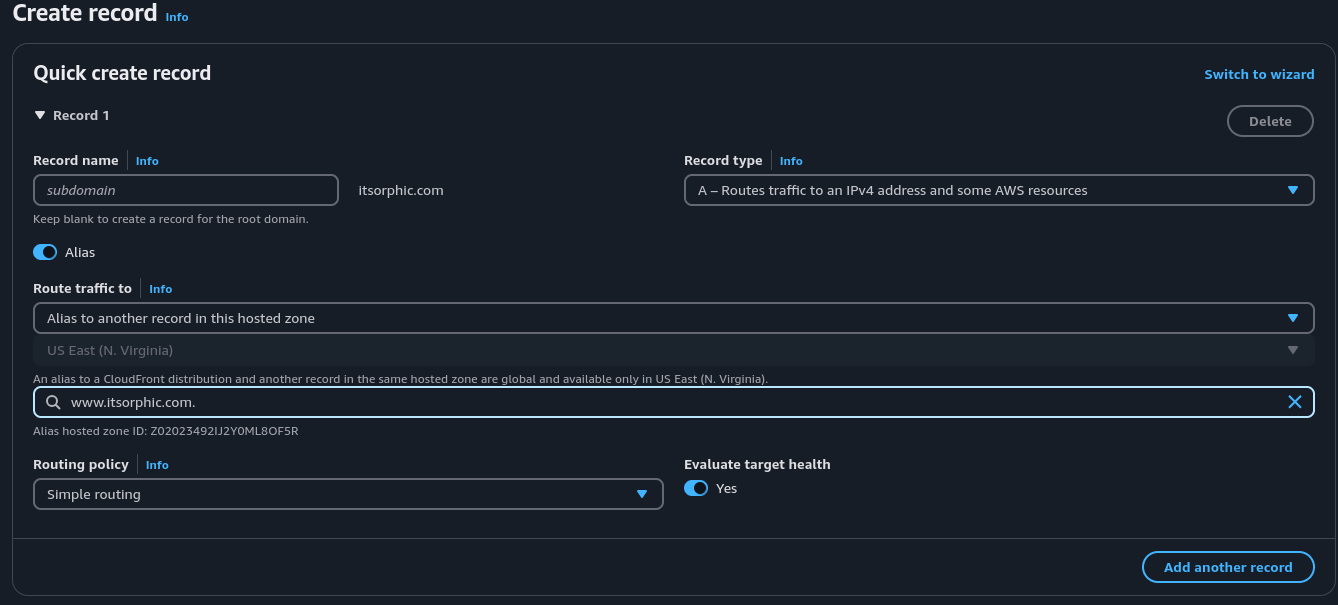 Create record Info
Quick create record
Switch to wizard
Record 1
Delete
Record name Info
Record type Info
subdomain
itsorphic.com
A – Routes traffic to an IPv4 address and some AWS resources
Keep blank to create a record for the root domain.
Alias
Route traffic to Info
Alias to another record in this hosted zone
US East (N. Virginia)
An alias to a CloudFront distribution and another record in the same hosted zone are global and available only in US East (N. Virginia).
www.itsorphic.com.
Alias hosted zone ID: Z02023492IJ2Y0ML8OF5R
Routing policy Info
Evaluate target health
Simple routing
Yes
Add another record